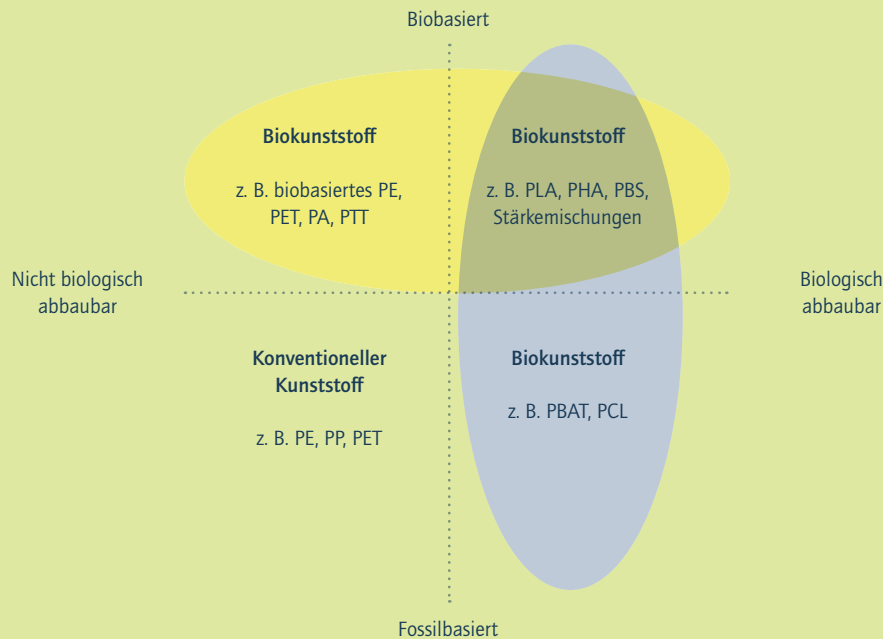 Biobasiert
Biokunststoff
z. B. biobasiertes PE,
PET, PA, PTT
Biokunststoff
z. B. PLA, PHA, PBS,
Stärkemischungen
Nicht biologisch
abbaubar
Biologisch
abbaubar
Konventioneller
Kunststoff
z. B. PE, PP, PET
Biokunststoff
z. B. PBAT, PCL
Fossilbasiert